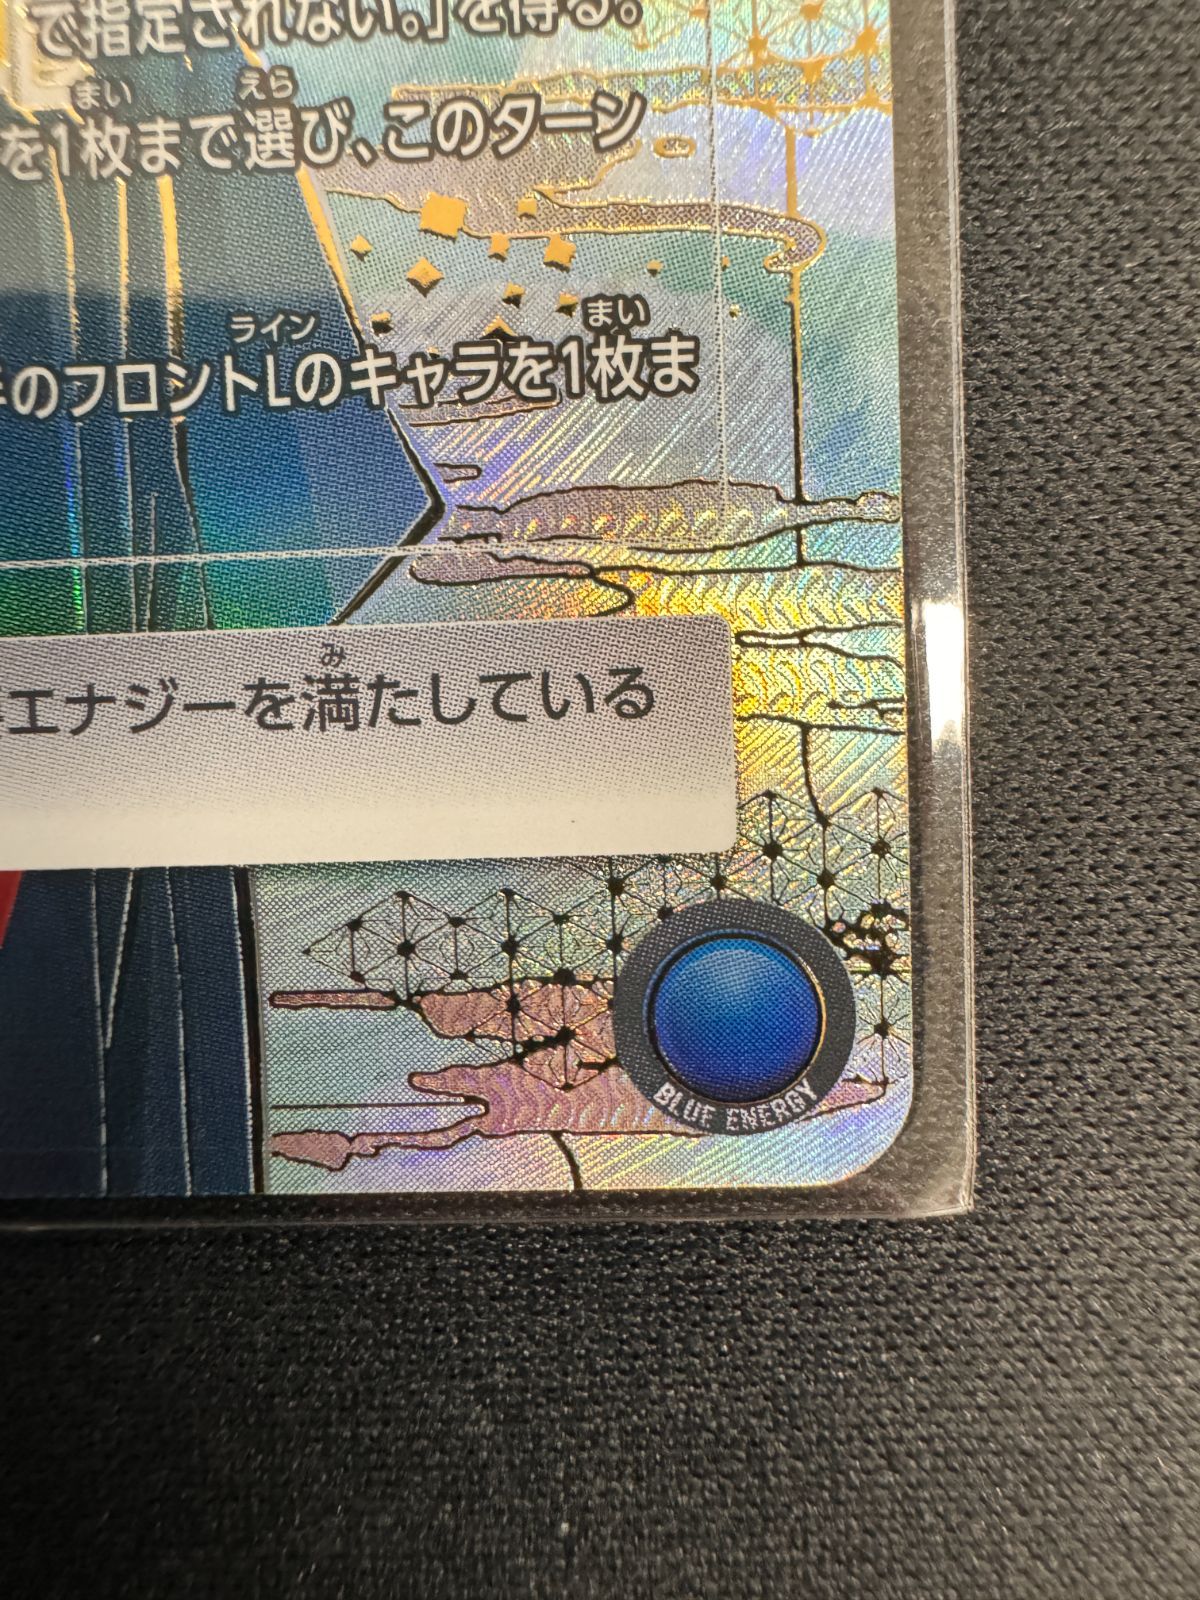 で指定されない。」を得る。
まい えら
を1枚まで選び、このターン
ライン まい
のフロントLのキャラを1枚ま
み
エナジーを満たしている
BLUE ENERGY